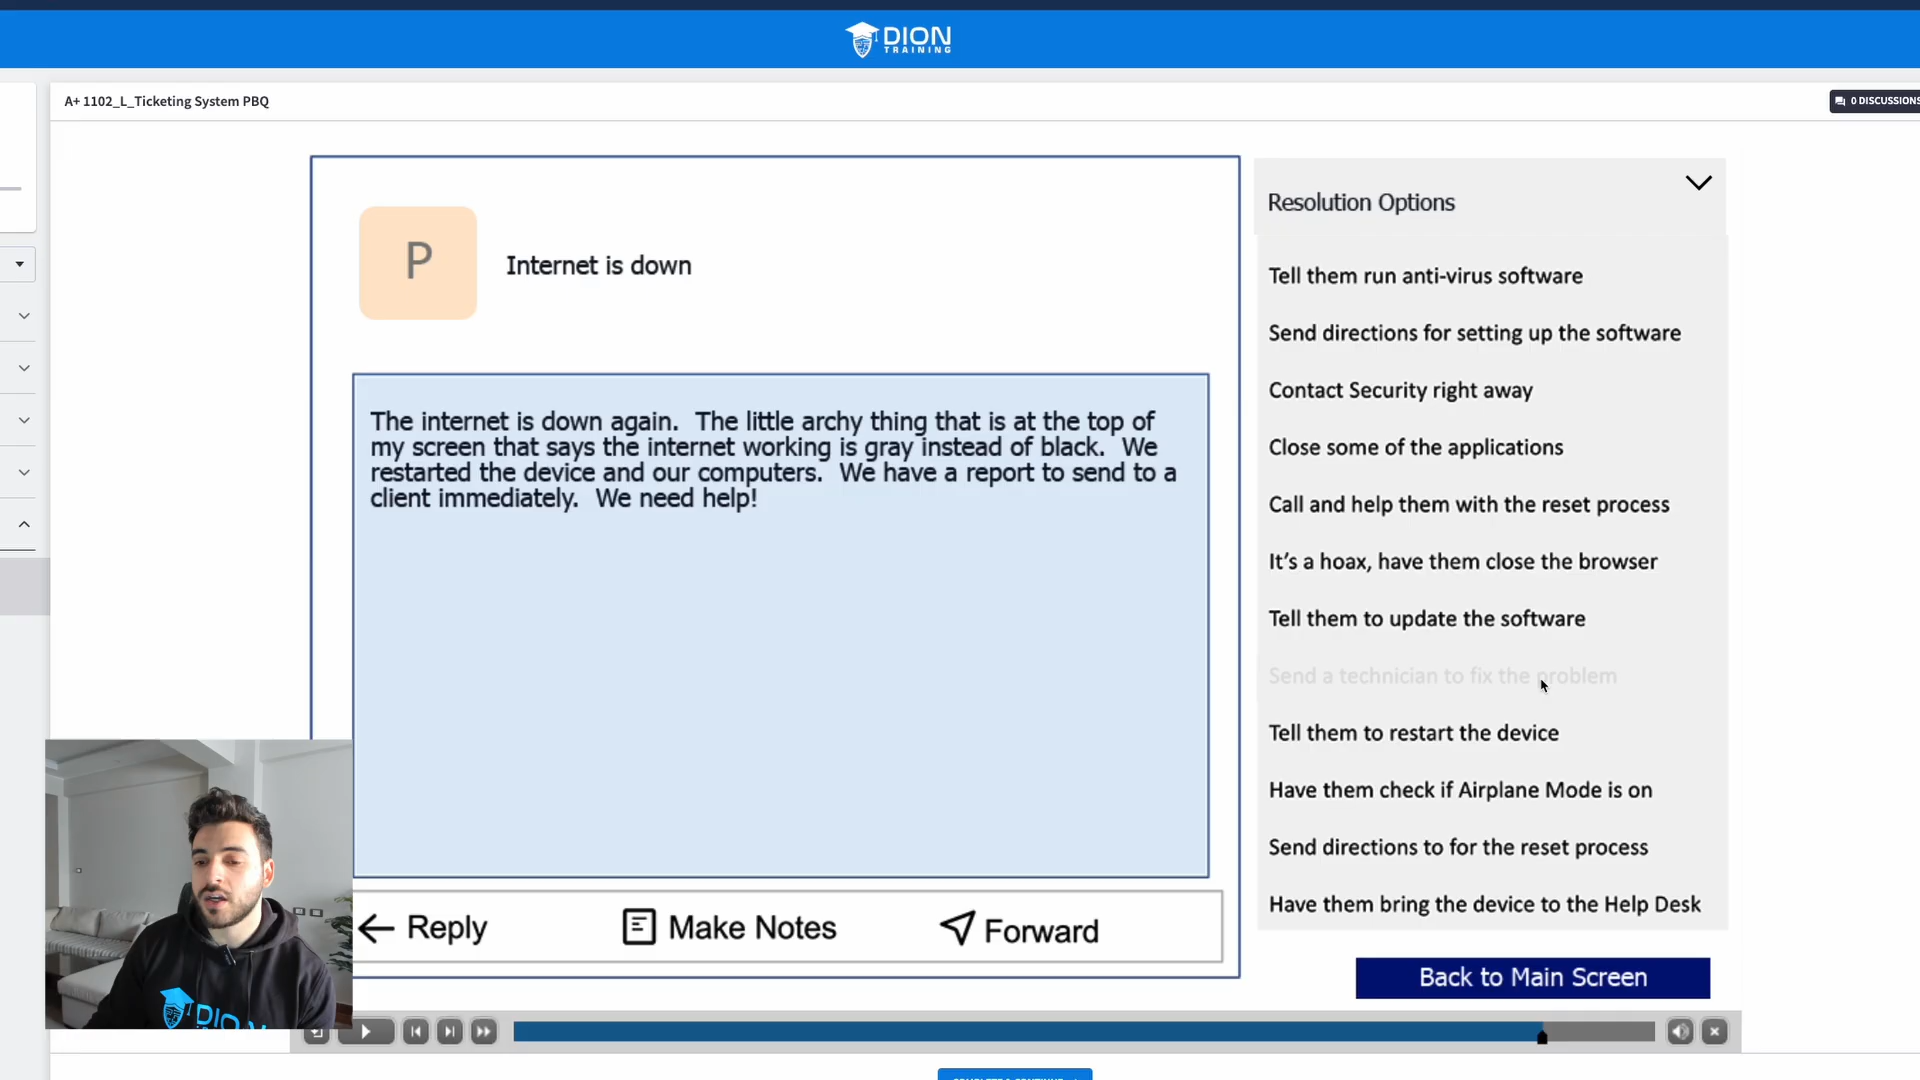 DION
TRAINING
A+ 1102_L_Ticketing System PBQ
0 DISCUSSIONS
P
Internet is down
The internet is down again. The little archy thing that is at the top of
my screen that says the internet working is gray instead of black. We
restarted the device and our computers. We have a report to send to a
client immediately. We need help!
Reply
Make Notes
Forward
Resolution Options
Tell them run anti-virus software
Send directions for setting up the software
Contact Security right away
Close some of the applications
Call and help them with the reset process
It's a hoax, have them close the browser
Tell them to update the software
Send a technician to fix the problem
Tell them to restart the device
Have them check if Airplane Mode is on
Send directions to for the reset process
Have them bring the device to the Help Desk
Back to Main Screen
DION